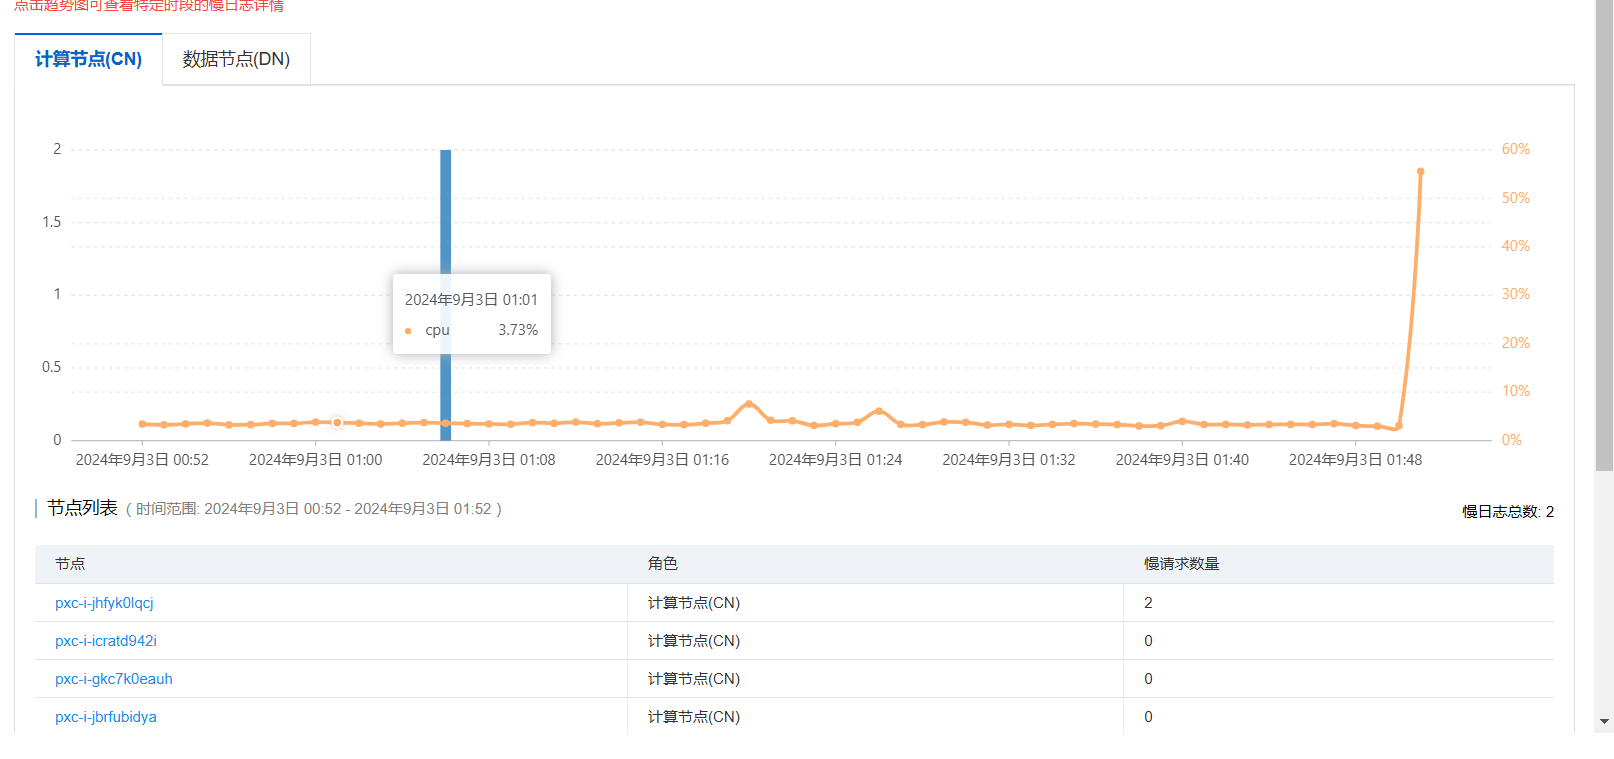 点击趋势图可查看特定时段的慢日志详情
计算节点(CN) 数据节点(DN)
2 60%
50%
1.5
40%
1 30%
2024年9月3日 01:01
cpu 3.73%
20%
0.5
10%
0 0%
2024年9月3日 00:52 2024年9月3日 01:00 2024年9月3日 01:08 2024年9月3日 01:16 2024年9月3日 01:24 2024年9月3日 01:32 2024年9月3日 01:40 2024年9月3日 01:48
节点列表 ( 时间范围: 2024年9月3日 00:52 - 2024年9月3日 01:52 ) 慢日志总数: 2
节点 角色 慢请求数量
pxc-i-jhfyk0lqcj 计算节点(CN) 2
pxc-i-icratd942i 计算节点(CN) 0
pxc-i-gkc7k0eauh 计算节点(CN) 0
pxc-i-jbrfubidya 计算节点(CN) 0